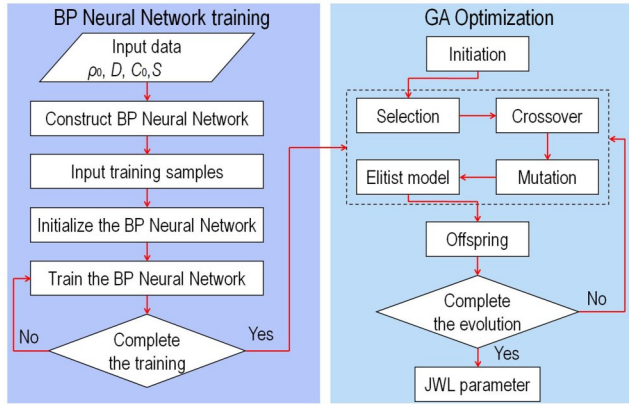 BP Neural Network training
Input data
ρ₀, D, C₀,S
Construct BP Neural Network
Input training samples
Initialize the BP Neural Network
Train the BP Neural Network
No
Complete
the training
Yes
GA Optimization
Initiation
Selection
Crossover
Elitist model
Mutation
Offspring
Complete
the evolution
No
Yes
JWL parameter